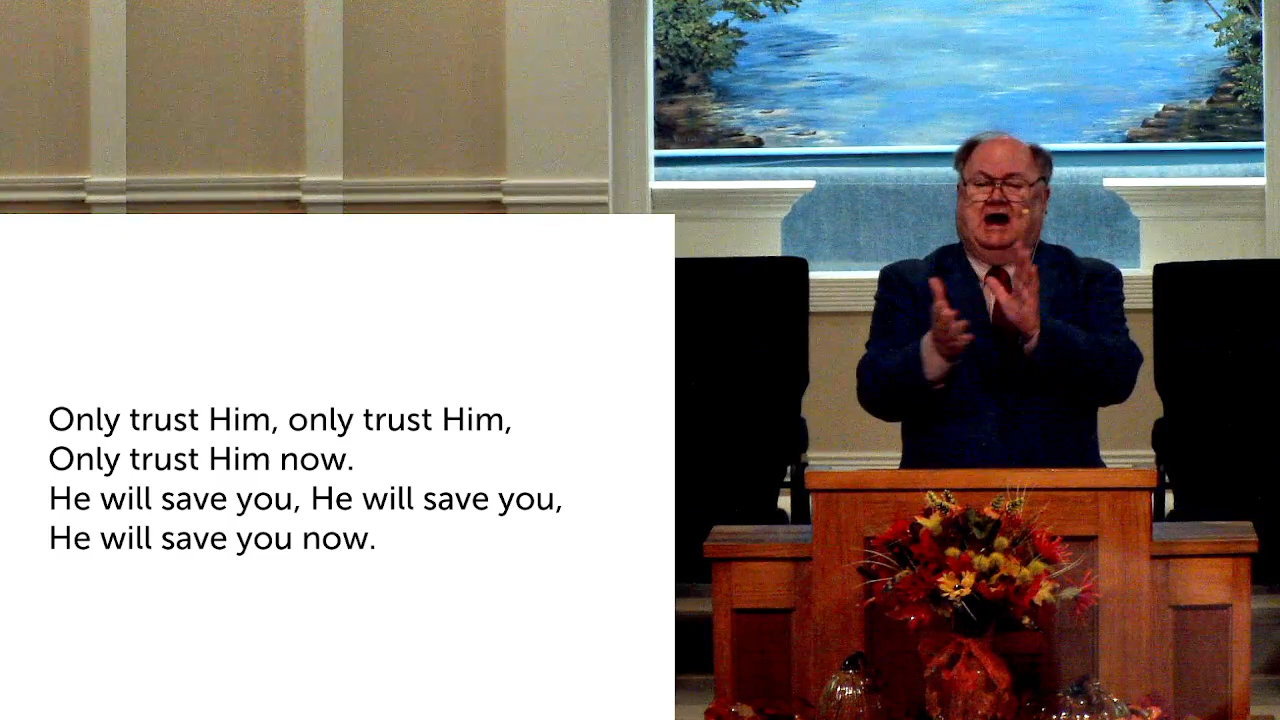 Only trust Him, only trust Him,
Only trust Him now.
He will save you, He will save you,
He will save you now.